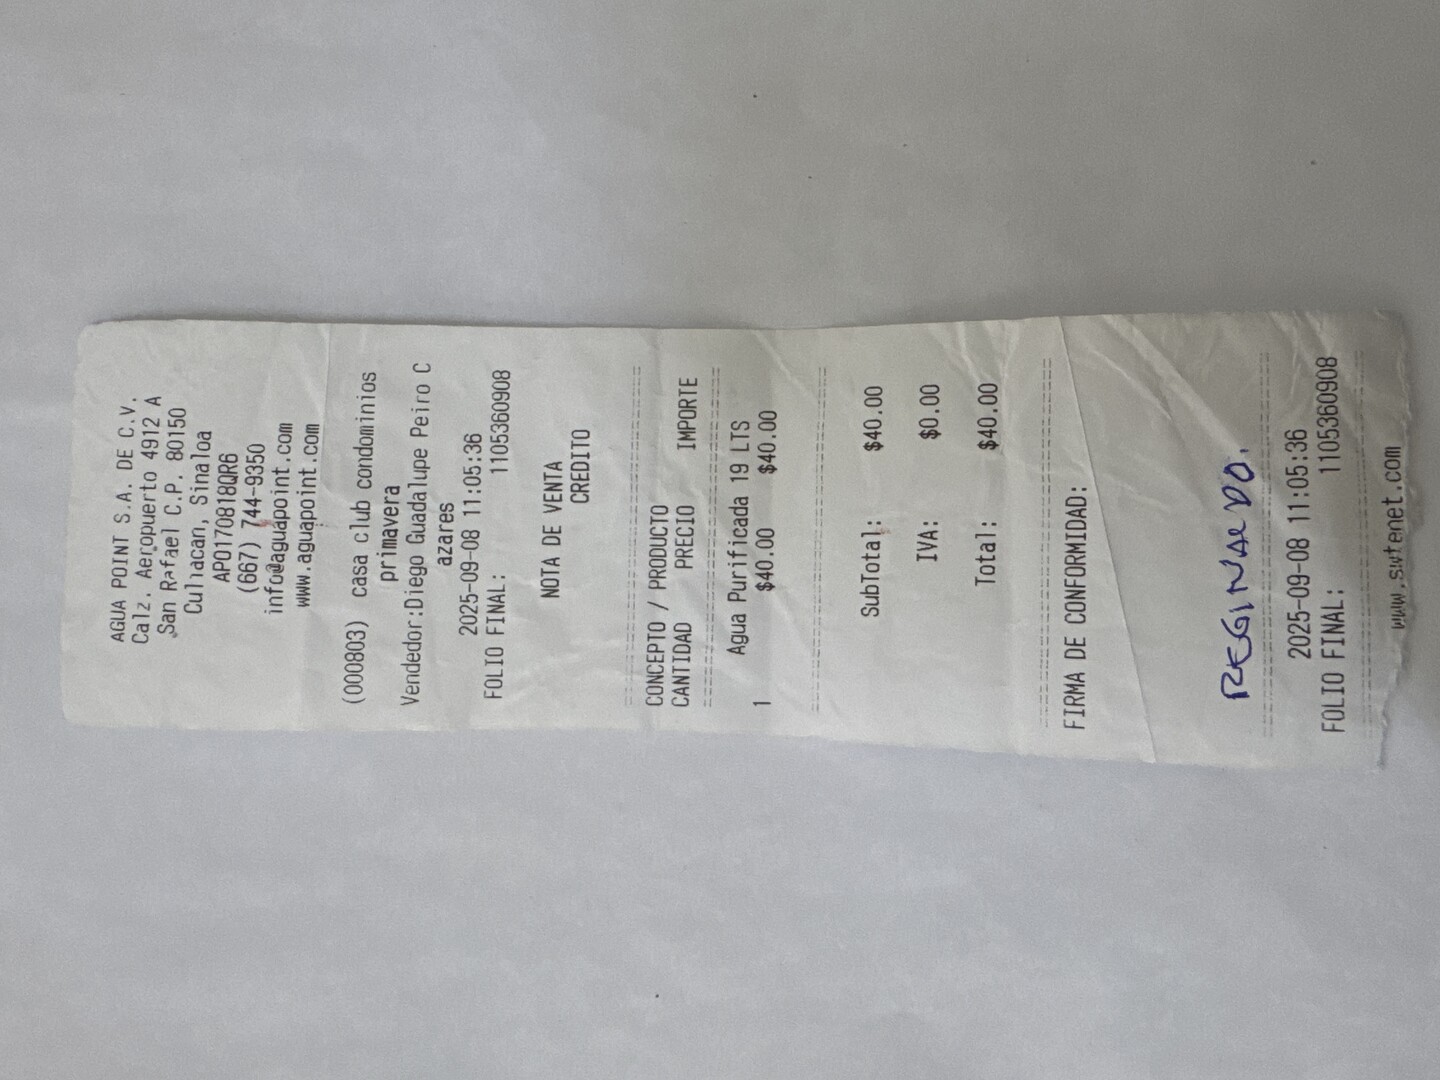 AGUA POINT S.A. DE C.V.
Calz. Aeropuerto 4912 A
San Rafael C.P. 80150
Culiacan, Sinaloa
APO170818QR6
(667) 744-9350
info@aguapoint.com
www.aguapoint.com
(000803) casa club condominios
primavera
Vendedor:Diego Guadalupe Peiro C
azares
2025-09-08 11:05:36
FOLIO FINAL: 1105360908
NOTA DE VENTA
CREDITO
CONCEPTO / PRODUCTO
CANTIDAD PRECIO IMPORTE
Agua Purificada 19 LTS
1 $40.00 $40.00
SubTotal: $40.00
IVA: $0.00
Total: $40.00
FIRMA DE CONFORMIDAD:
REGINALDO.
2025-09-08 11:05:36
FOLIO FINAL: 1105360908
www.swtenet.com